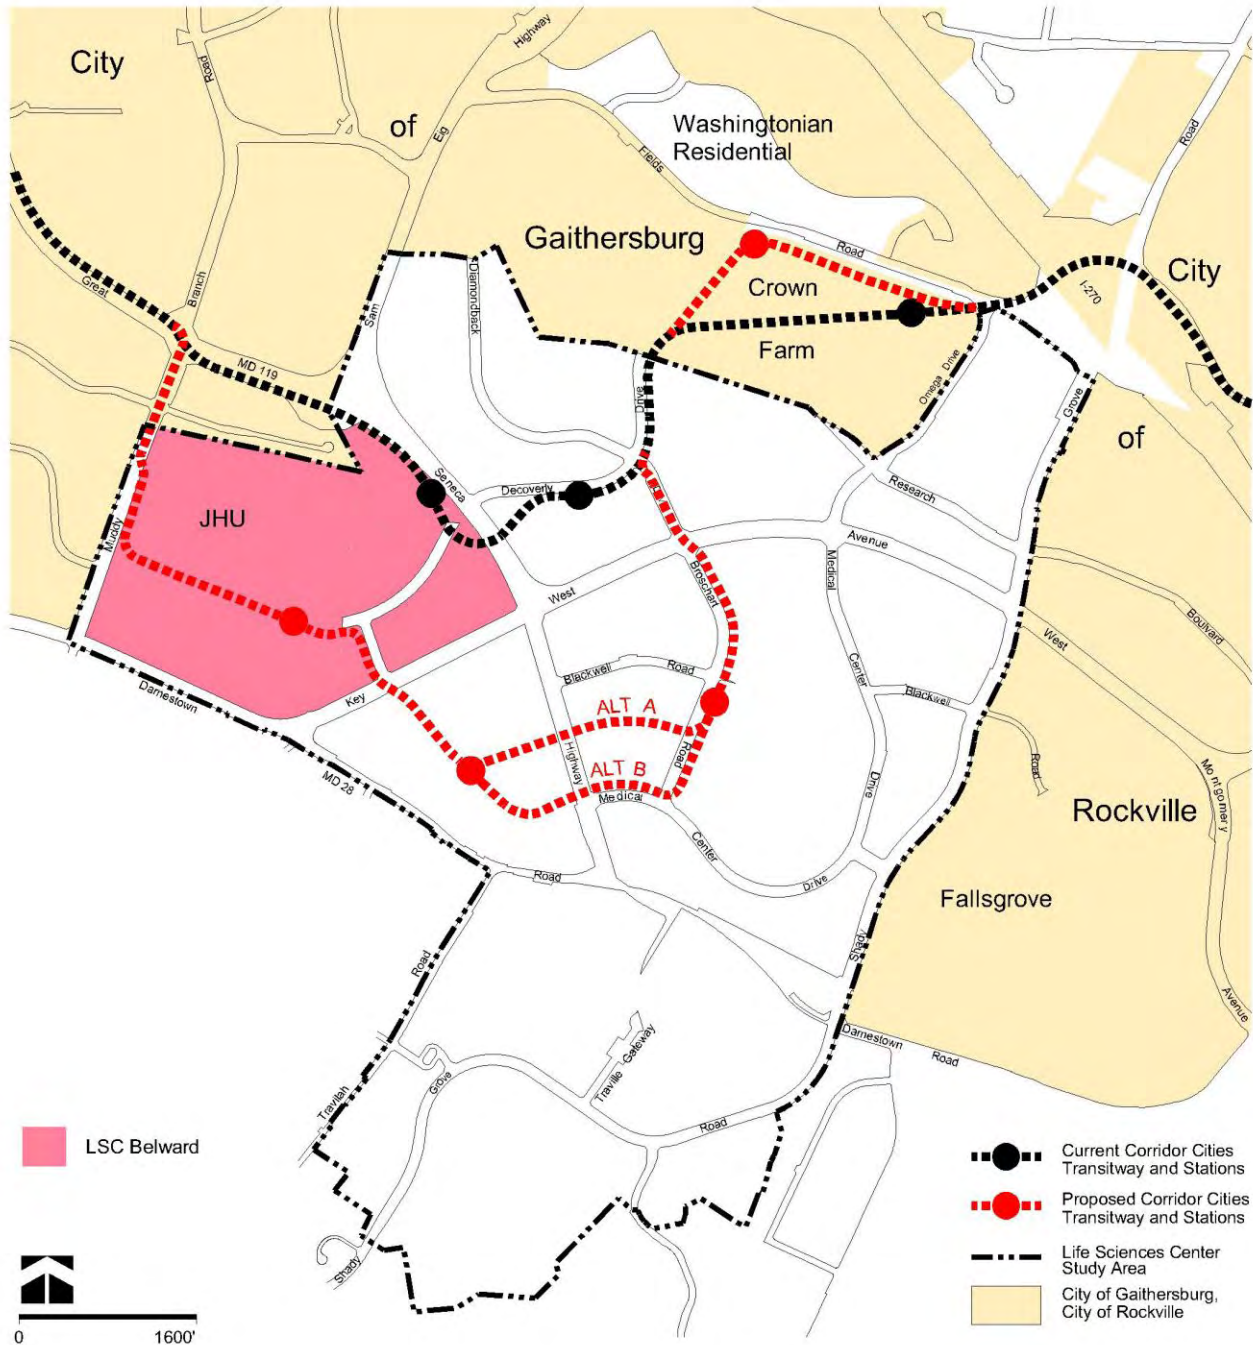 City
of
Road
Highway
Eig
Washingtonian
Residential
Fields
Road
Road
Gaithersburg
Crown
Farm
City
I-270
Great
Branch
Sam
Diamondback
MD 119
Drive
Omega Drive
Grove
of
Seneca
Decoverly
Research
JHU
Muddy
Avenue
West
Broschart
Medical
Boulvard
West
Blackwell
Road
Center
Blackwell
Key
Darnestown
ALT A
Highway
Road
ALT B
Medical
Road
Drive
Montgomery
MD 28
Rockville
Center
Road
Drive
Fallsgrove
Shady
Road
Avenue
Darnestown
Road
Traville Gateway
Grove
Travilah
Road
LSC Belward
Shady
Current Corridor Cities
Transitway and Stations
Proposed Corridor Cities
Transitway and Stations
Life Sciences Center
Study Area
City of Gaithersburg,
City of Rockville
0 1600'